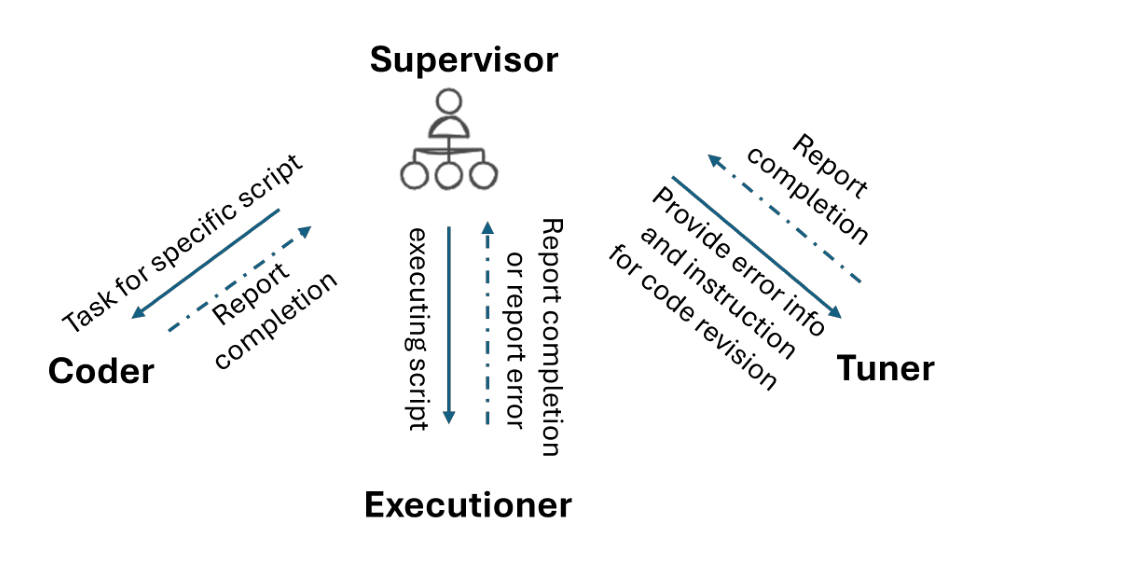 Supervisor
Task for specific script
Report
completion
Coder
executing script
Report completion
or report error
Executioner
Report
completion
Provide error info
and instruction
for code revision
Tuner